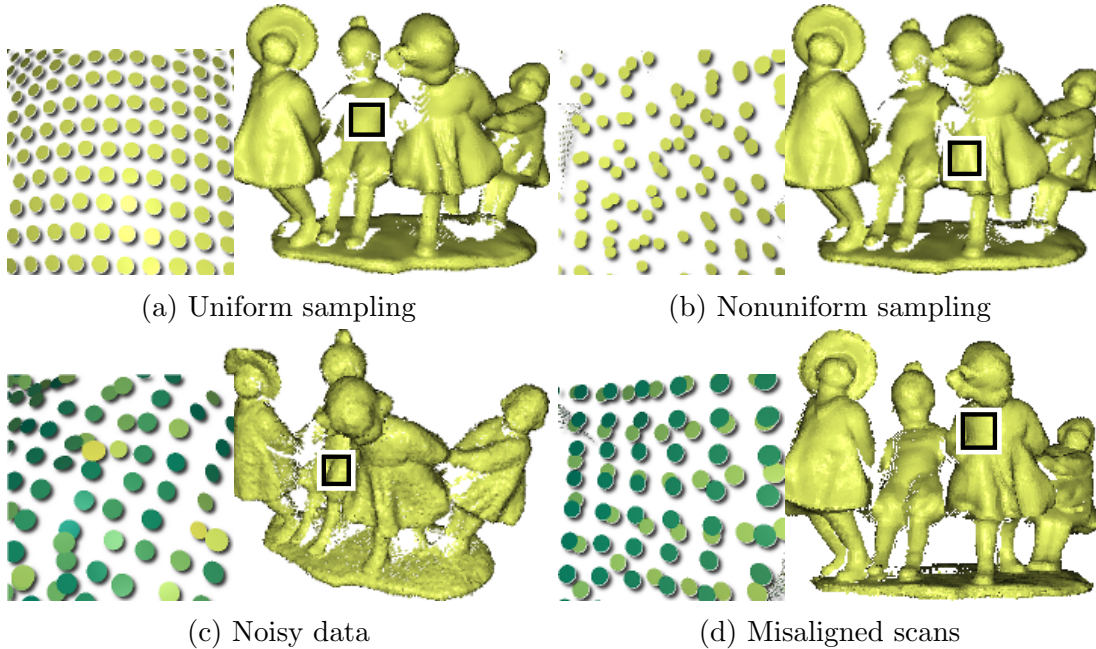 (a) Uniform sampling
(b) Nonuniform sampling
(c) Noisy data
(d) Misaligned scans